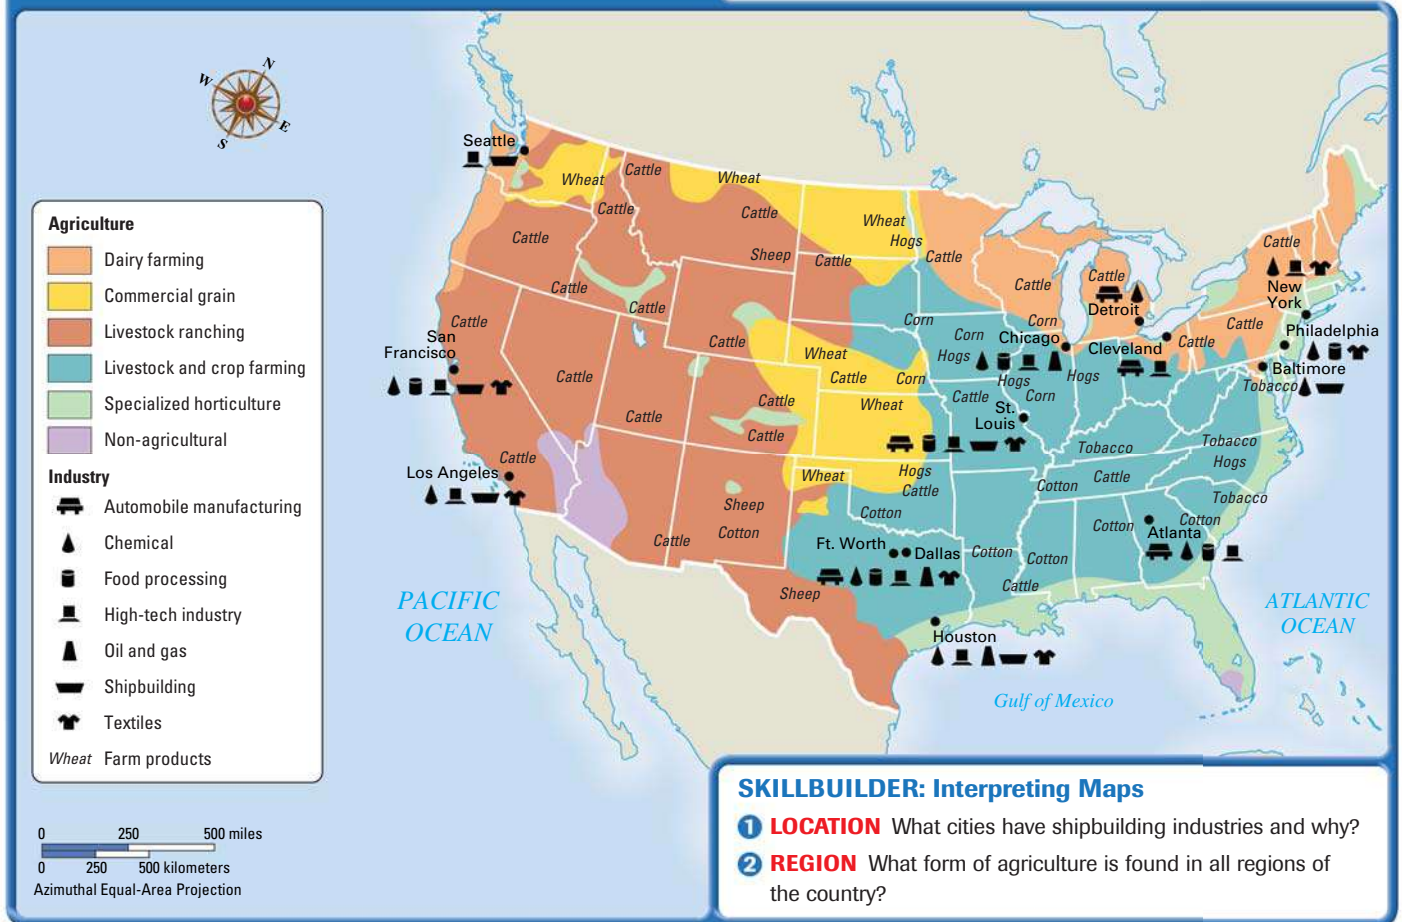 N
W
E
S
Agriculture
Dairy farming
Commercial grain
Livestock ranching
Livestock and crop farming
Specialized horticulture
Non-agricultural
Industry
Automobile manufacturing
Chemical
Food processing
High-tech industry
Oil and gas
Shipbuilding
Textiles
Wheat Farm products
0 250 500 miles
0 250 500 kilometers
Azimuthal Equal-Area Projection
Seattle
Wheat
Cattle
Wheat
Cattle
Cattle
Wheat
Cattle
Hogs
Sheep
Cattle
Cattle
Cattle
Cattle
Cattle
Cattle
Cattle
New
York
Cattle
Cattle
Detroit
Cattle
San
Francisco
Corn
Corn
Corn
Chicago
Cleveland
Cattle
Cattle
Philadelphia
Cattle
Wheat
Hogs
Baltimore
Cattle
Cattle
Corn
Hogs
Hogs
Tobacco
Cattle
Wheat
Cattle
Corn
St.
Louis
Cattle
Cattle
Tobacco
Tobacco
Cattle
Los Angeles
Wheat
Hogs
Cattle
Cotton
Cattle
Hogs
Tobacco
Sheep
Cotton
Cotton
Cotton
Cotton
Atlanta
Cattle
Ft. Worth
Dallas
Cotton
Cotton
Cattle
Sheep
Houston
PACIFIC
OCEAN
ATLANTIC
OCEAN
Gulf of Mexico
SKILLBUILDER: Interpreting Maps
1 LOCATION What cities have shipbuilding industries and why?
2 REGION What form of agriculture is found in all regions of
the country?